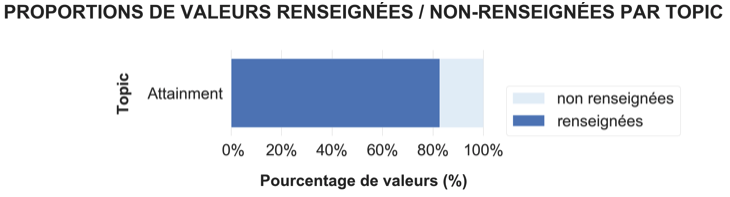 PROPORTIONS DE VALEURS RENSEIGNÉES / NON-RENSEIGNÉES PAR TOPIC
Topic
Attainment
non renseignées
renseignées
0% 20% 40% 60% 80% 100%
Pourcentage de valeurs (%)